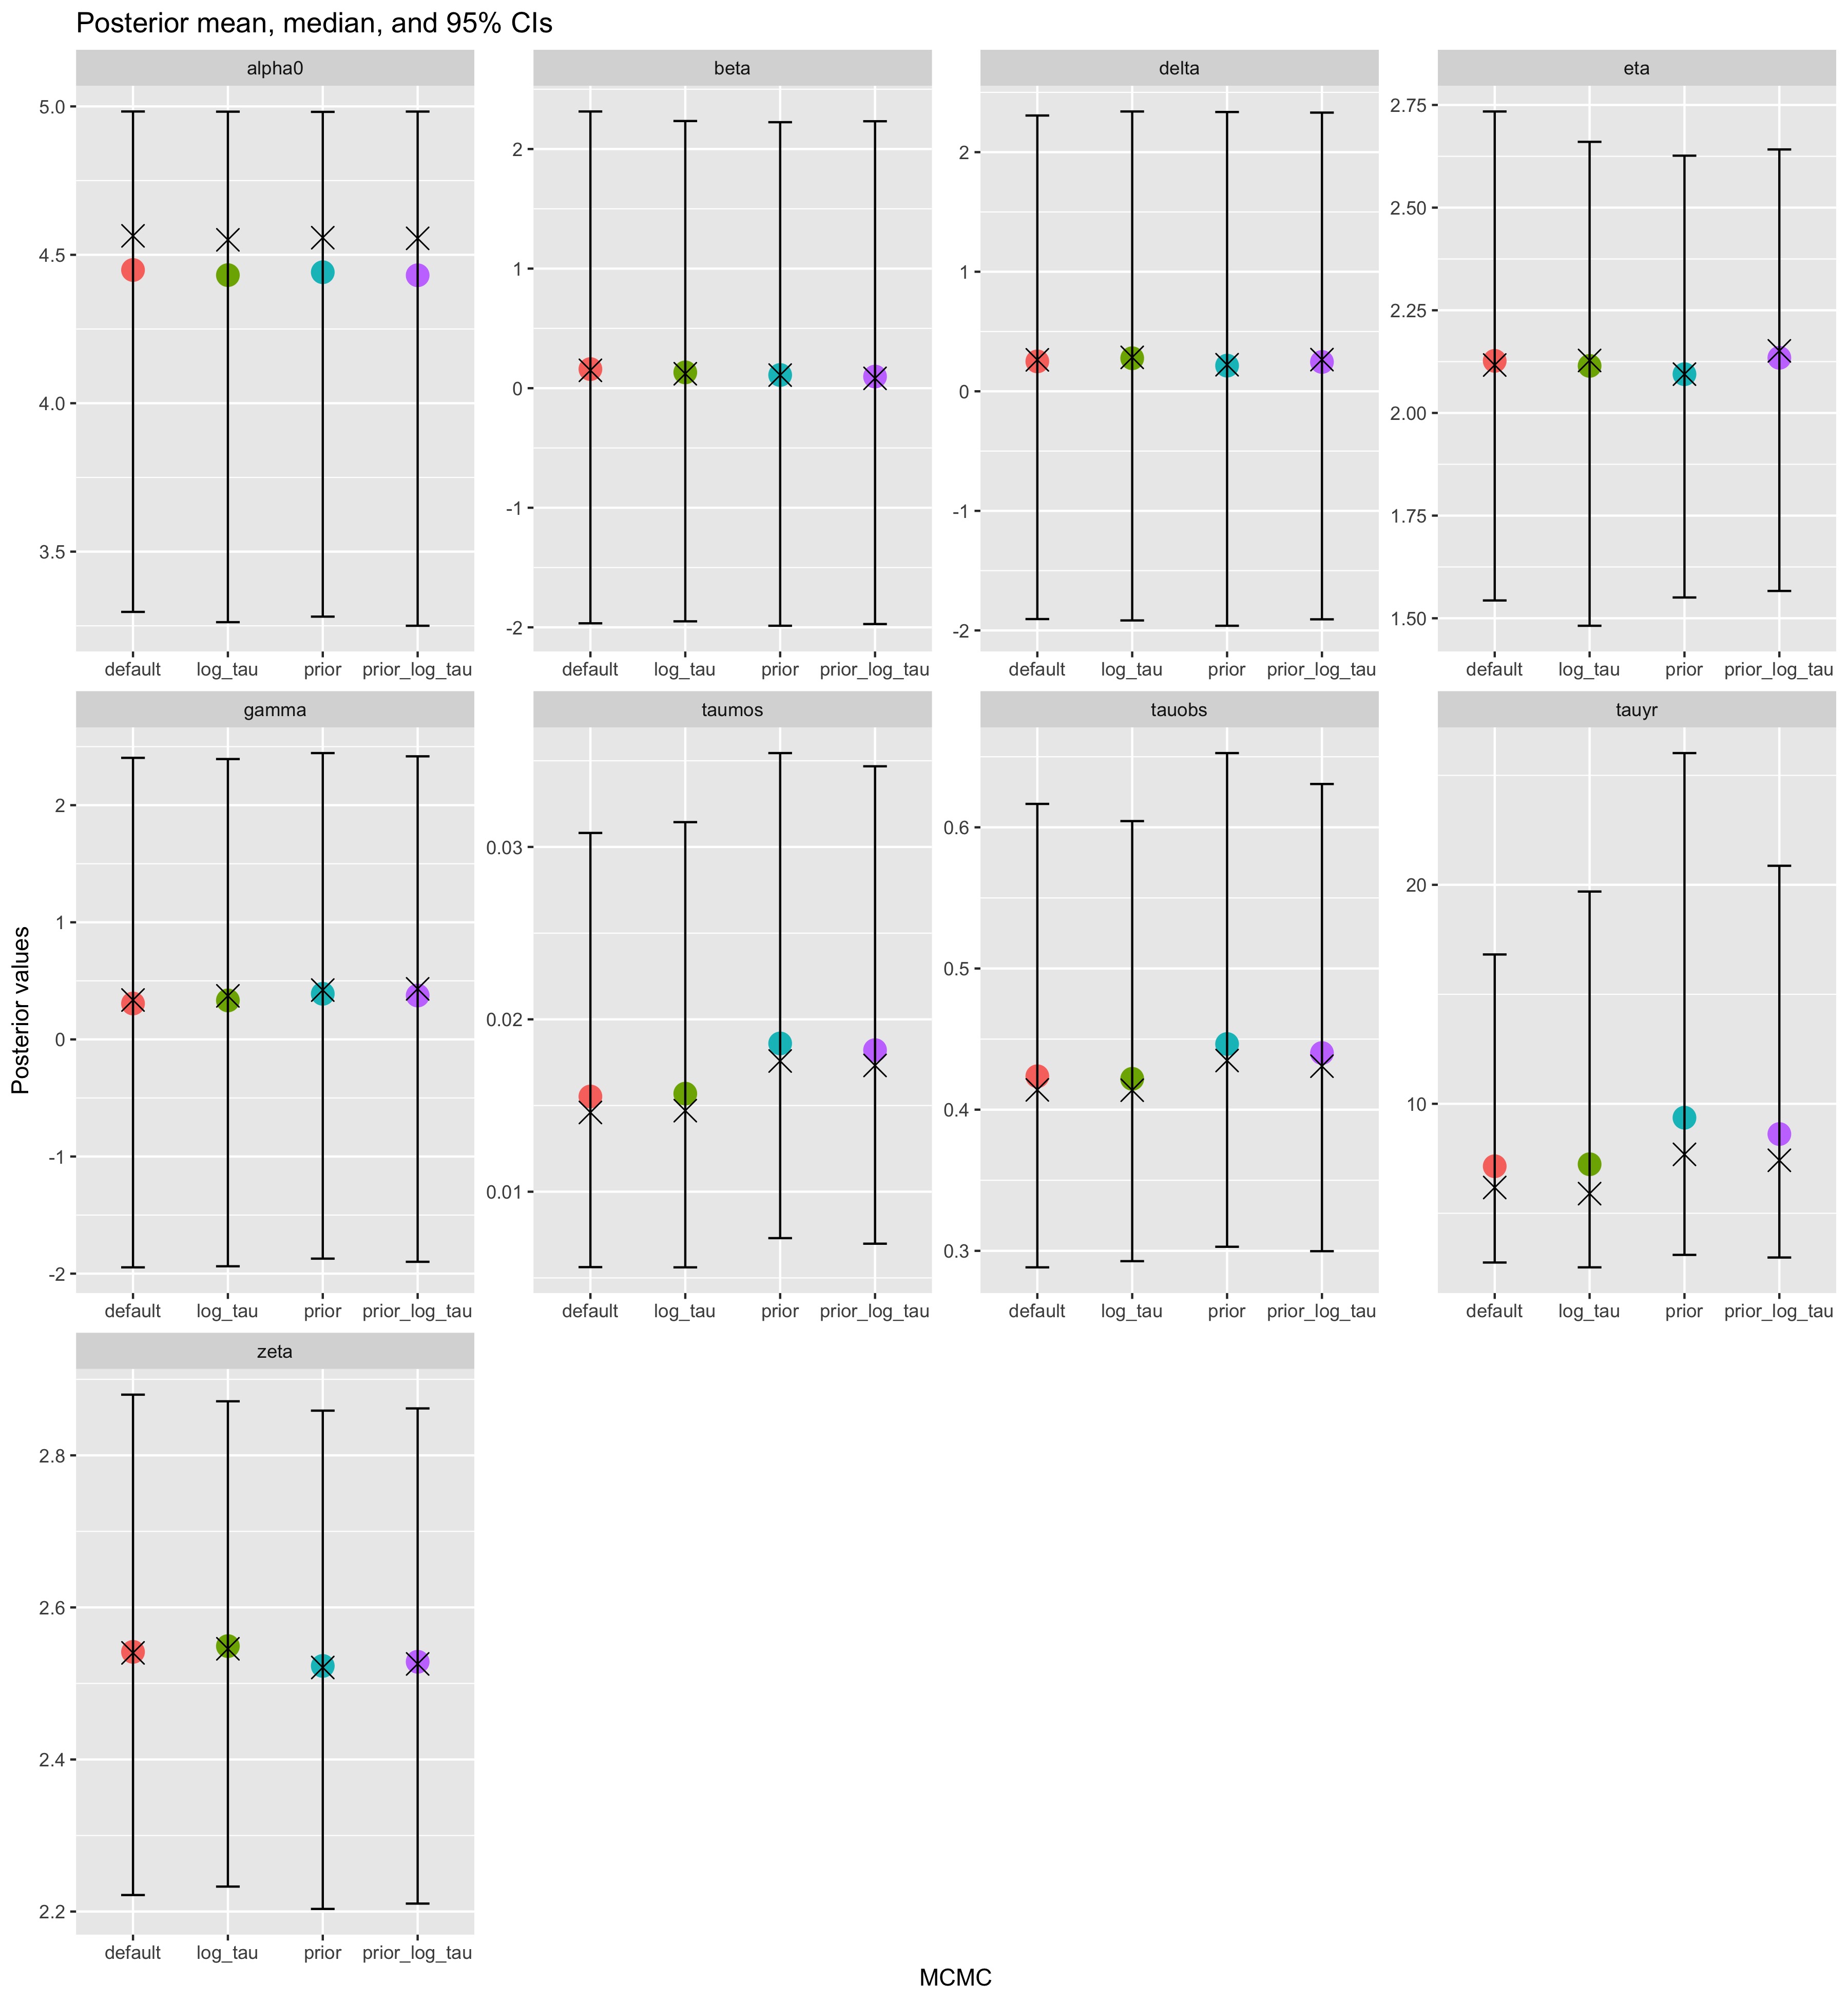 Posterior mean, median, and 95% CIs
alpha0
beta
delta
eta
5.0
4.5
4.0
3.5
2
1
0
-1
-2
2
1
0
-1
-2
2.75
2.50
2.25
2.00
1.75
1.50
default log_tau prior prior_log_tau
default log_tau prior prior_log_tau
default log_tau prior prior_log_tau
default log_tau prior prior_log_tau
gamma
taumos
tauobs
tauyr
Posterior values
2
1
0
-1
-2
0.03
0.02
0.01
0.6
0.5
0.4
0.3
20
10
default log_tau prior prior_log_tau
default log_tau prior prior_log_tau
default log_tau prior prior_log_tau
default log_tau prior prior_log_tau
zeta
2.8
2.6
2.4
2.2
default log_tau prior prior_log_tau
MCMC